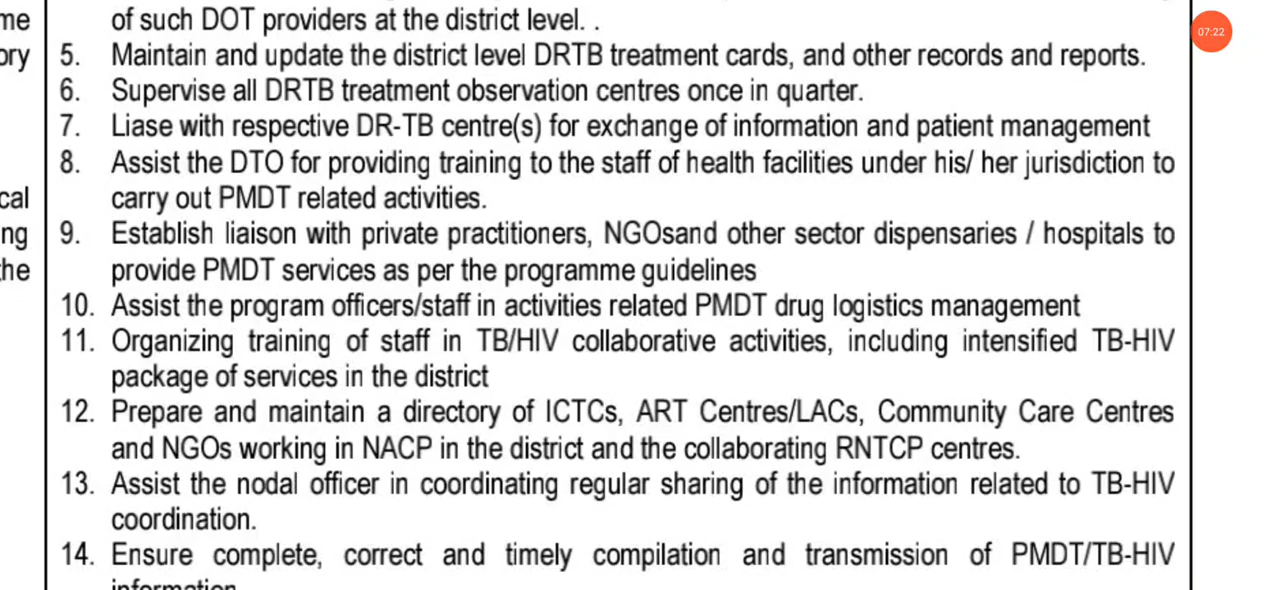 me
of such DOT providers at the district level. .
07:22
ory
5. Maintain and update the district level DRTB treatment cards, and other records and reports.
6. Supervise all DRTB treatment observation centres once in quarter.
7. Liase with respective DR-TB centre(s) for exchange of information and patient management
8. Assist the DTO for providing training to the staff of health facilities under his/ her jurisdiction to
cal
carry out PMDT related activities.
ng
9. Establish liaison with private practitioners, NGOsand other sector dispensaries / hospitals to
the
provide PMDT services as per the programme guidelines
10. Assist the program officers/staff in activities related PMDT drug logistics management
11. Organizing training of staff in TB/HIV collaborative activities, including intensified TB-HIV
package of services in the district
12. Prepare and maintain a directory of ICTCs, ART Centres/LACs, Community Care Centres
and NGOs working in NACP in the district and the collaborating RNTCP centres.
13. Assist the nodal officer in coordinating regular sharing of the information related to TB-HIV
coordination.
14. Ensure complete, correct and timely compilation and transmission of PMDT/TB-HIV
information